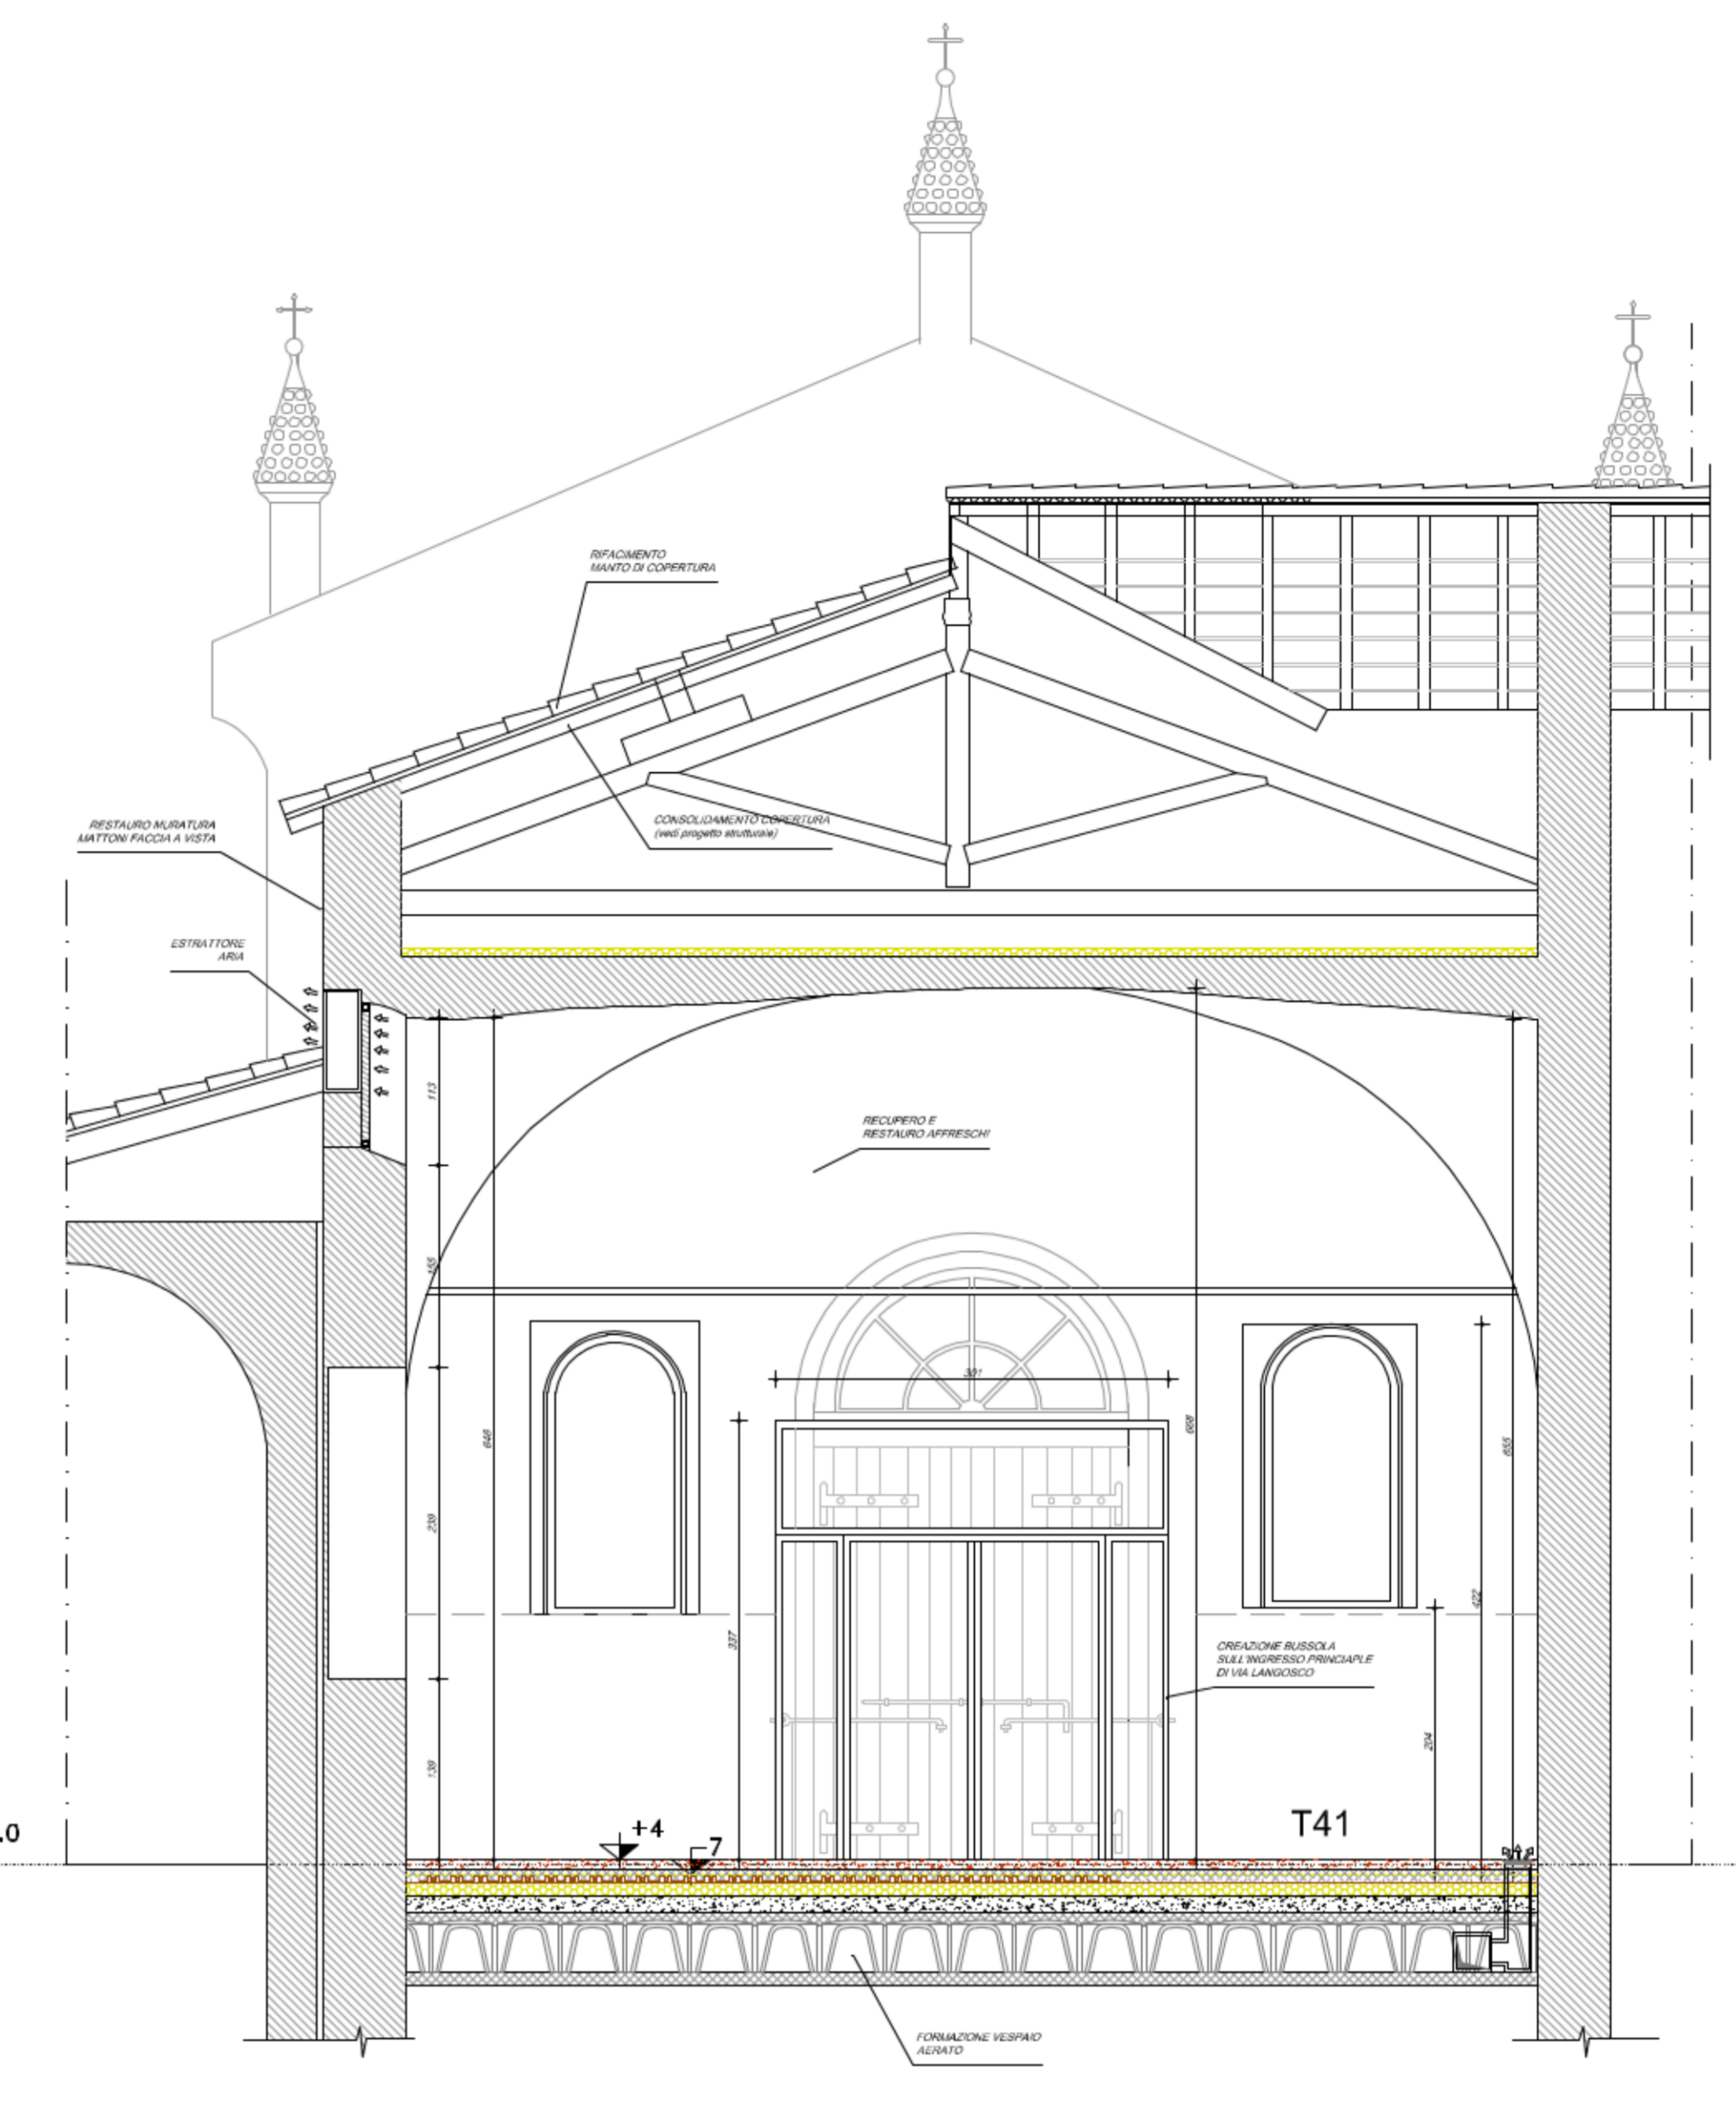 RIFACIMENTO
MANTO DI COPERTURA
CONSOLIDAMENTO COPERTURA
(vedi progetto strutturale)
RESTAURO MURATURA
MATTONI FACCIA A VISTA
ESTRATTORE
ARIA
113
RECUPERO E
RESTAURO AFFRESCHI
155
301
646
668
655
239
422
337
CREAZIONE BUSSOLA
SULL'INGRESSO PRINCIAPLE
DI VIA LANGOSCO
204
139
T41
+4
-7
.0
FORMAZIONE VESPAIO
AERATO